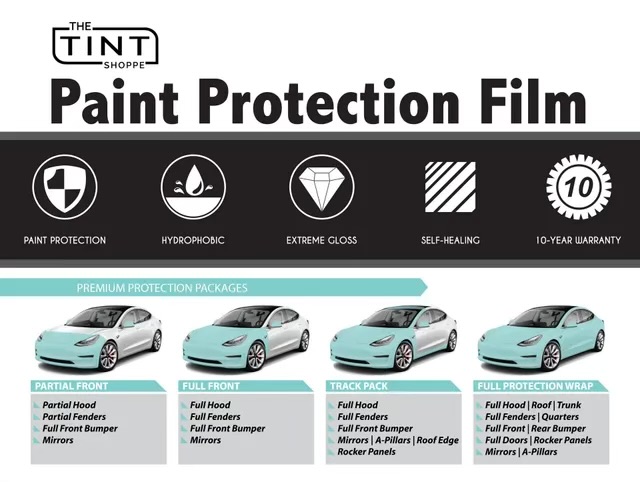 THE
TINT
SHOPPE
Paint Protection Film
10
PAINT PROTECTION
HYDROPHOBIC
EXTREME GLOSS
SELF-HEALING
10-YEAR WARRANTY
PREMIUM PROTECTION PACKAGES
PARTIAL FRONT
Partial Hood
Partial Fenders
Full Front Bumper
Mirrors
FULL FRONT
Full Hood
Full Fenders
Full Front Bumper
Mirrors
TRACK PACK
Full Hood
Full Fenders
Full Front Bumper
Mirrors | A-Pillars | Roof Edge
Rocker Panels
FULL PROTECTION WRAP
Full Hood | Roof | Trunk
Full Fenders | Quarters
Full Front | Rear Bumper
Full Doors | Rocker Panels
Mirrors | A-Pillars